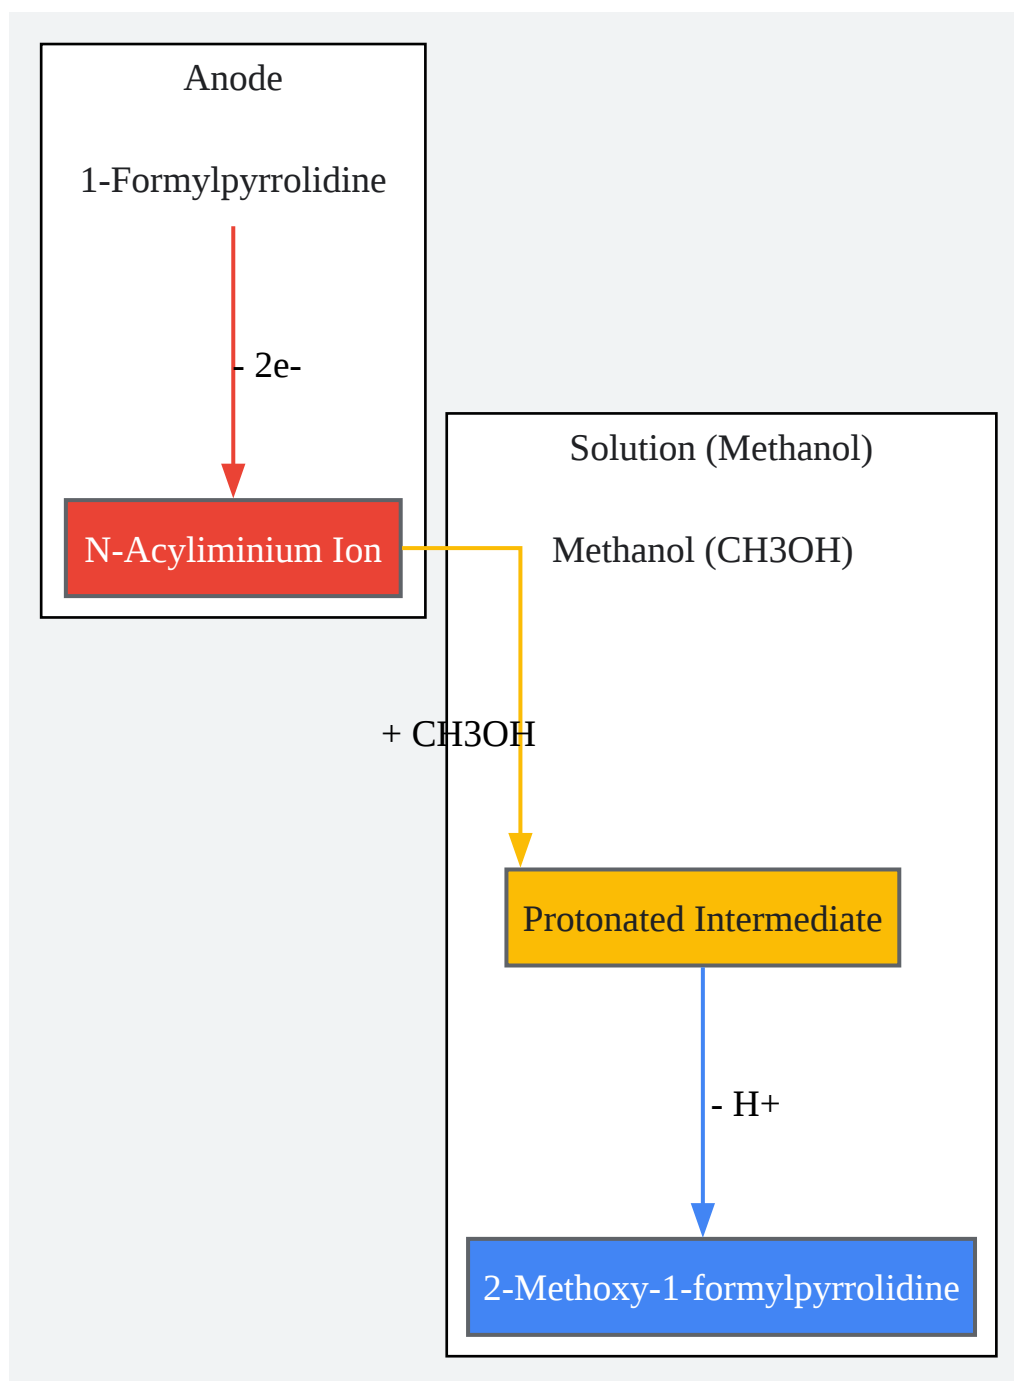 Anode
1-Formylpyrrolidine
- 2e-
N-Acyliminium Ion
Solution (Methanol)
Methanol (CH3OH)
+ CH3OH
Protonated Intermediate
- H+
2-Methoxy-1-formylpyrrolidine